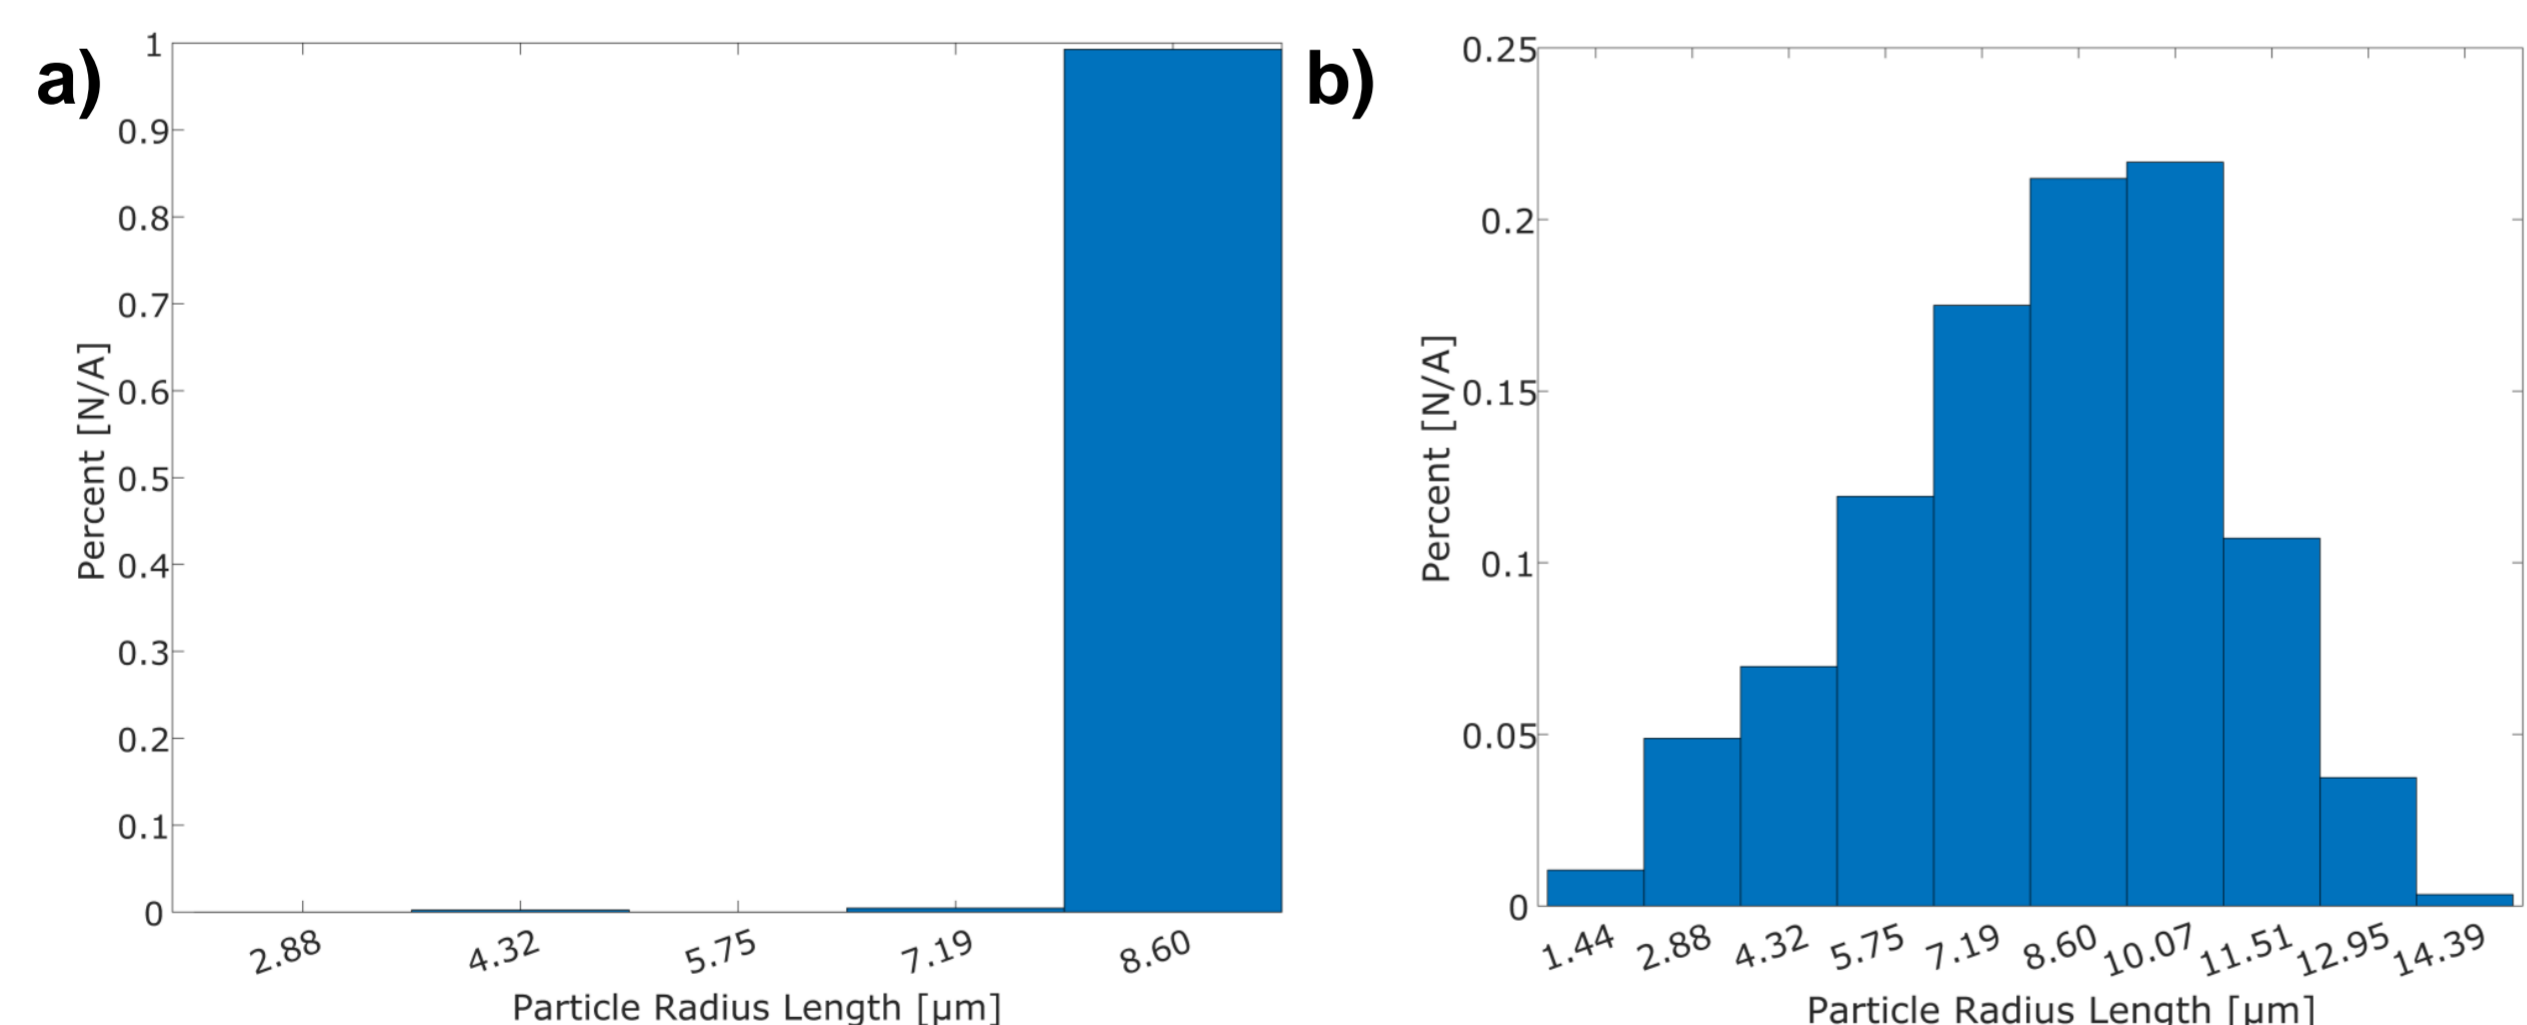 a)
1
0.9
0.8
0.7
0.6
0.5
0.4
0.3
0.2
0.1
0
Percent [N/A]
2.88 4.32 5.75 7.19 8.60
Particle Radius Length [µm]
b)
0.25
0.2
0.15
0.1
0.05
0
Percent [N/A]
1.44 2.88 4.32 5.75 7.19 8.60 10.07 11.51 12.95 14.39
Particle Radius Length [µm]